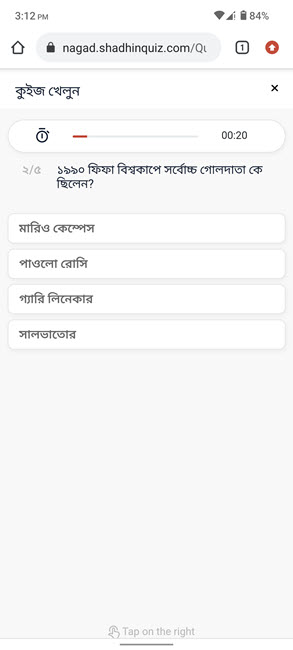 3:12 PM 84%
nagad.shadhinquiz.com/Qu 1
কুইজ খেলুন ×
00:20
২/৫ ১৯৯০ ফিফা বিশ্বকাপে সর্বোচ্চ গোলদাতা কে
ছিলেন?
মারিও কেম্পেস
পাওলো রোসি
গ্যারি লিনেকার
সালভাতোর
Tap on the right